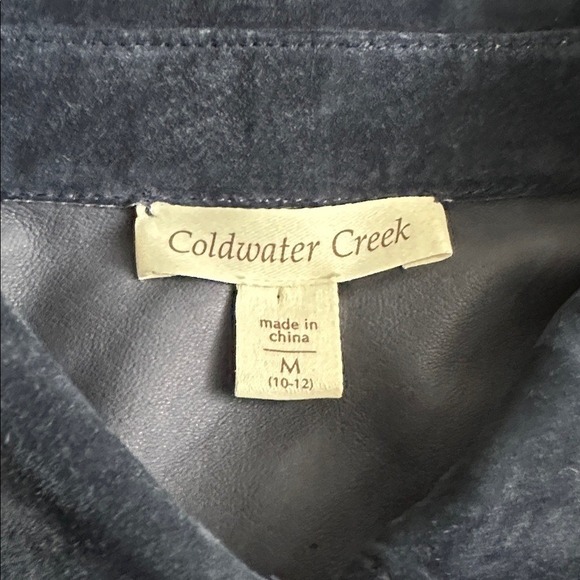 Coldwater Creek
made in
china
M
(10-12)